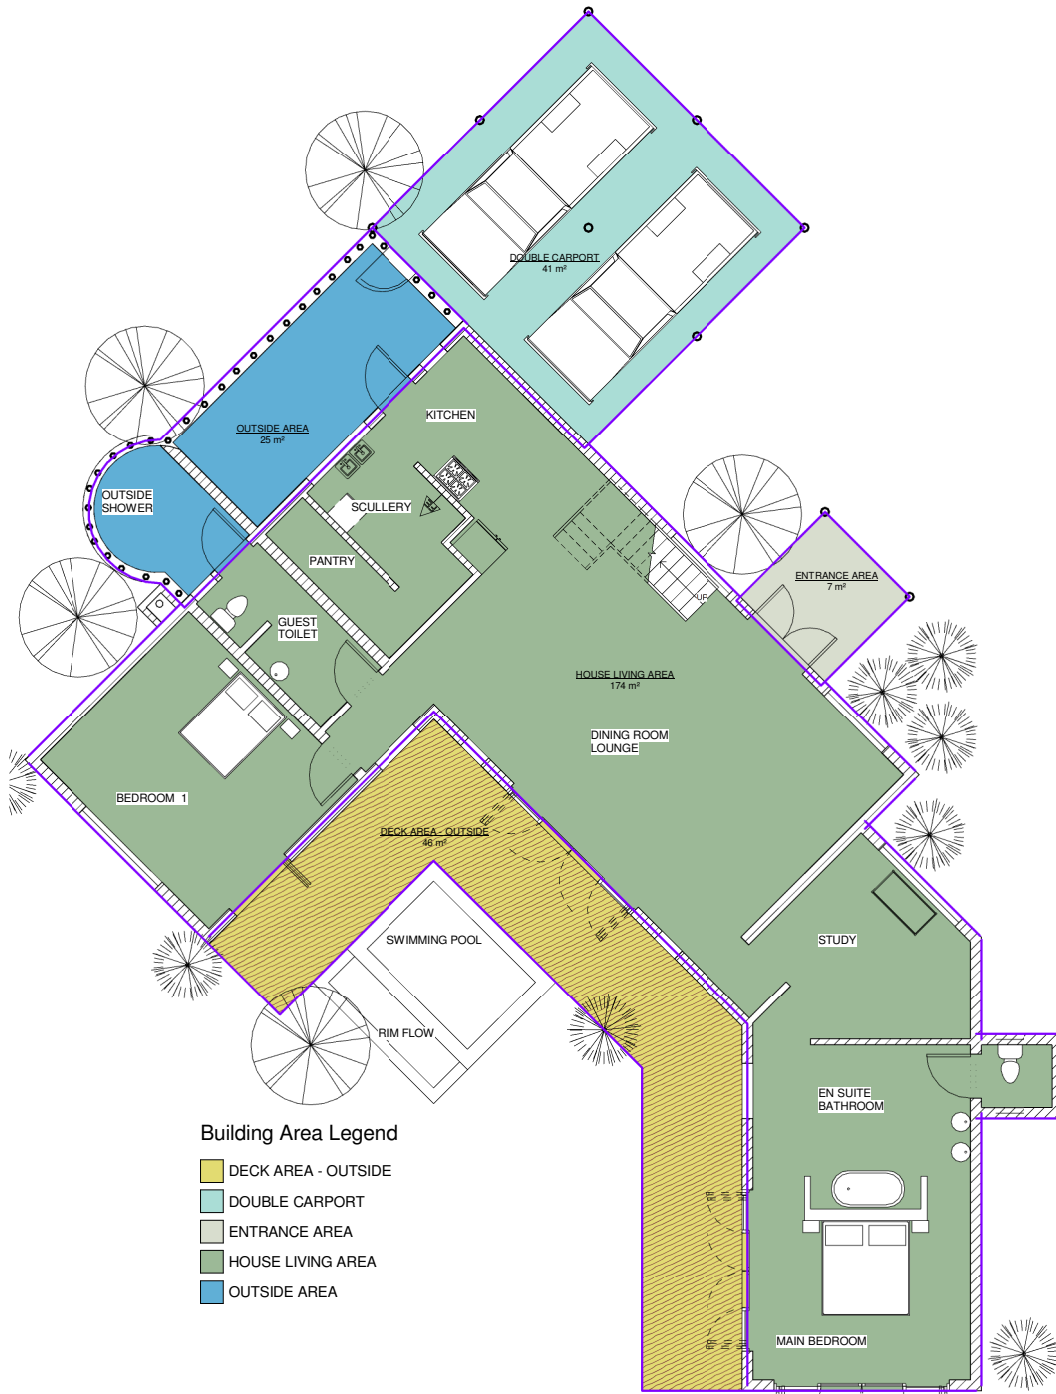 DOUBLE CARPORT
41 m²
KITCHEN
OUTSIDE AREA
25 m²
OUTSIDE
SHOWER
SCULLERY
PANTRY
GUEST
TOILET
UP
ENTRANCE AREA
7 m²
HOUSE LIVING AREA
174 m²
DINING ROOM
LOUNGE
BEDROOM 1
DECK AREA - OUTSIDE
46 m²
SWIMMING POOL
STUDY
RIM FLOW
EN SUITE
BATHROOM
MAIN BEDROOM
Building Area Legend
DECK AREA - OUTSIDE
DOUBLE CARPORT
ENTRANCE AREA
HOUSE LIVING AREA
OUTSIDE AREA